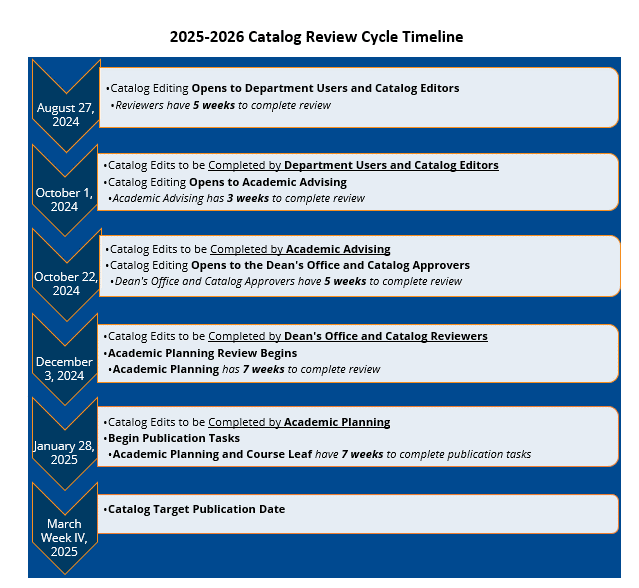 2025-2026 Catalog Review Cycle Timeline
August 27,
2024
•Catalog Editing Opens to Department Users and Catalog Editors
•Reviewers have 5 weeks to complete review
October 1,
2024
•Catalog Edits to be Completed by Department Users and Catalog Editors
•Catalog Editing Opens to Academic Advising
•Academic Advising has 3 weeks to complete review
October 22,
2024
•Catalog Edits to be Completed by Academic Advising
•Catalog Editing Opens to the Dean's Office and Catalog Approvers
•Dean's Office and Catalog Approvers have 5 weeks to complete review
December
3, 2024
•Catalog Edits to be Completed by Dean's Office and Catalog Reviewers
•Academic Planning Review Begins
•Academic Planning has 7 weeks to complete review
January 28,
2025
•Catalog Edits to be Completed by Academic Planning
•Begin Publication Tasks
•Academic Planning and Course Leaf have 7 weeks to complete publication tasks
March
Week IV,
2025
•Catalog Target Publication Date